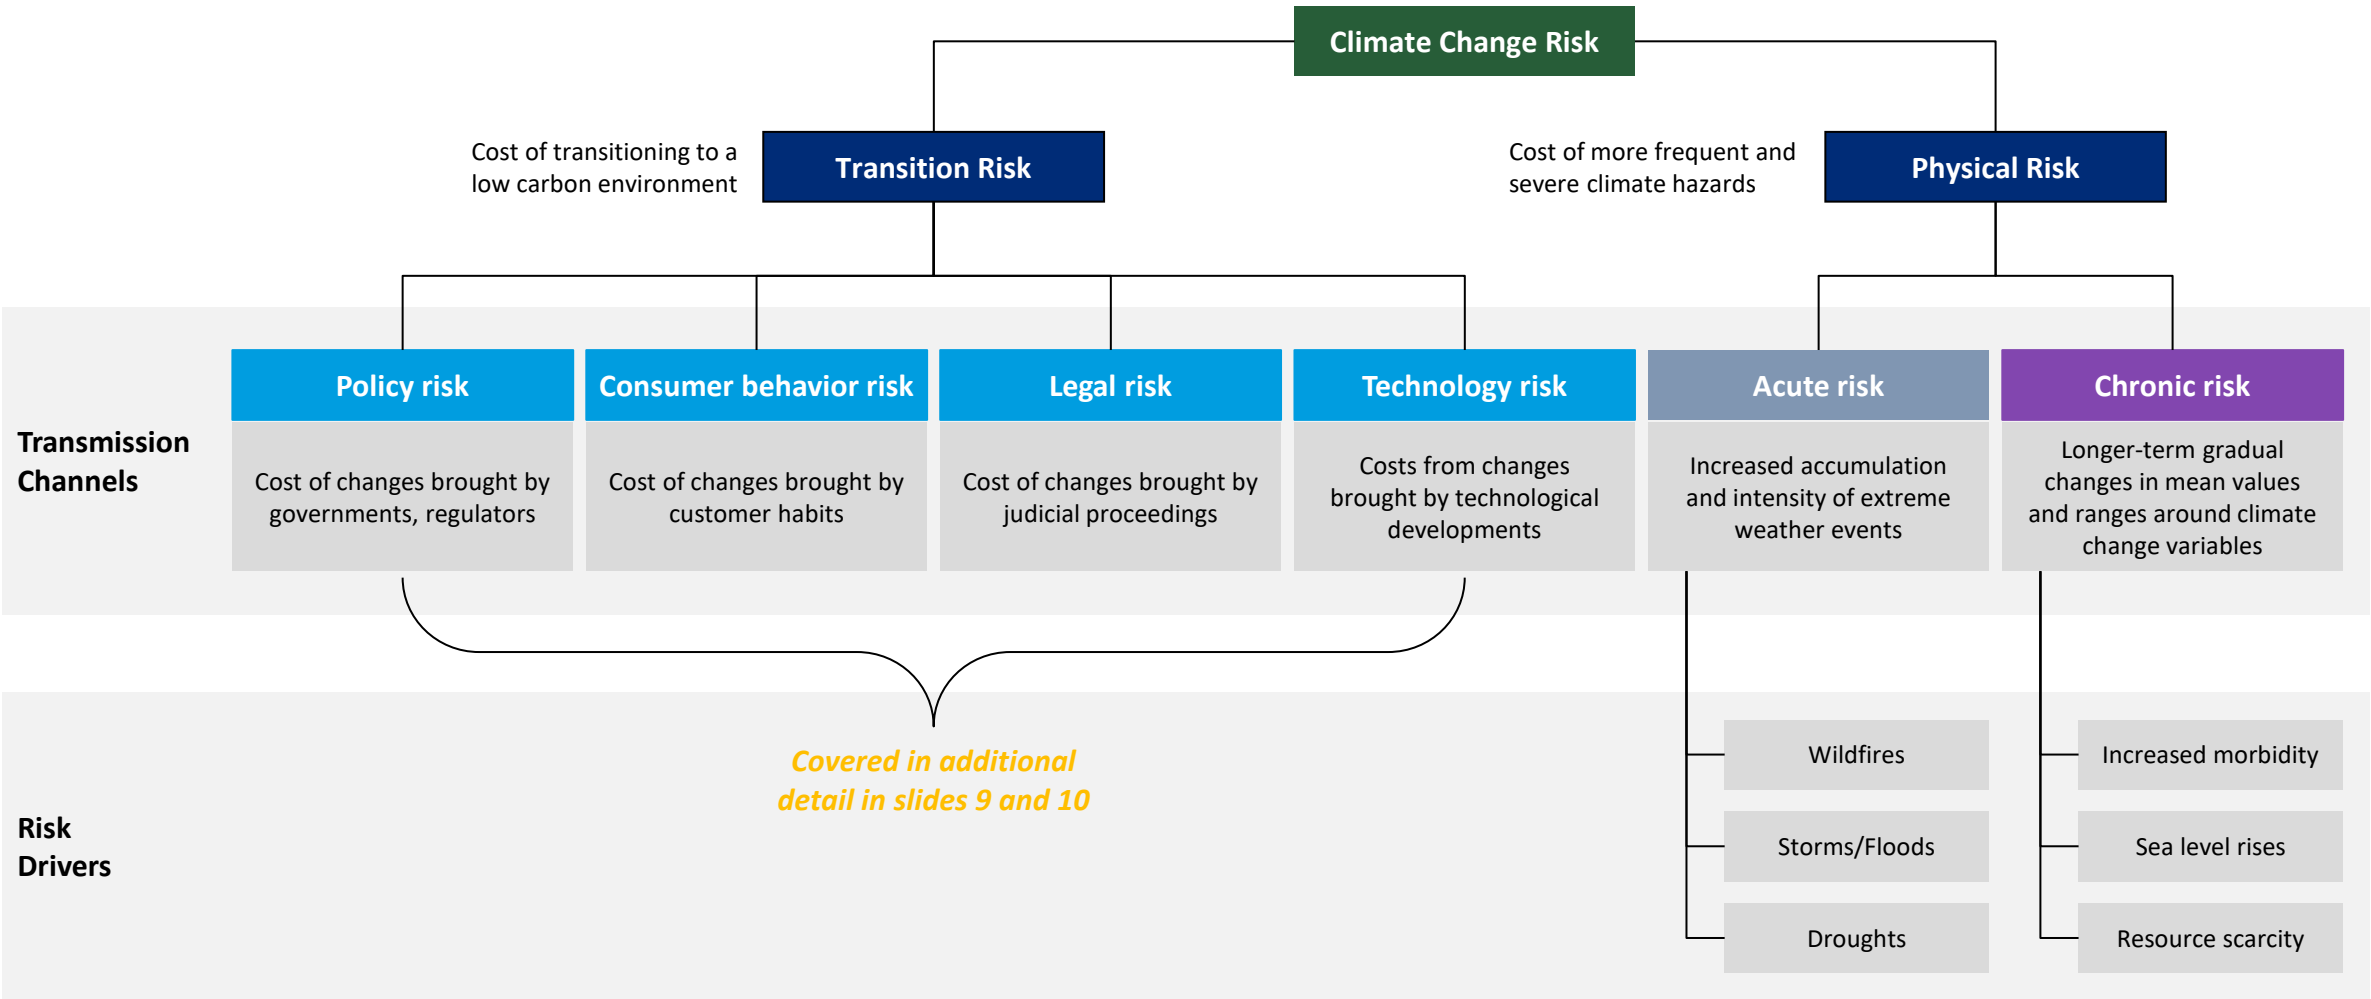 Climate Change Risk
Cost of transitioning to a
low carbon environment
Transition Risk
Cost of more frequent and
severe climate hazards
Physical Risk
Transmission
Channels
Policy risk
Cost of changes brought by
governments, regulators
Consumer behavior risk
Cost of changes brought by
customer habits
Legal risk
Cost of changes brought by
judicial proceedings
Technology risk
Costs from changes
brought by technological
developments
Acute risk
Increased accumulation
and intensity of extreme
weather events
Chronic risk
Longer-term gradual
changes in mean values
and ranges around climate
change variables
Risk
Drivers
Covered in additional
detail in slides 9 and 10
Wildfires
Storms/Floods
Droughts
Increased morbidity
Sea level rises
Resource scarcity